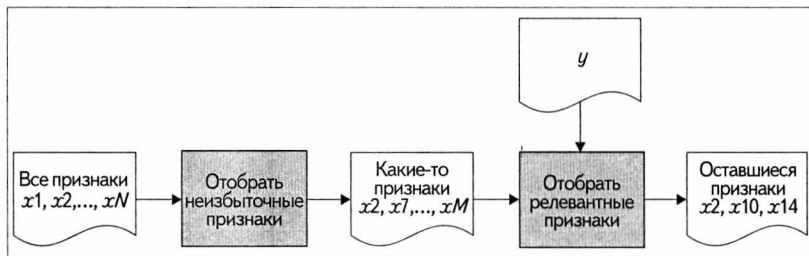 y
Все признаки
x1, x2,..., xN
Отобрать
неизбыточные
признаки
Какие-то
признаки
x2, x7,..., xM
Отобрать
релевантные
признаки
Оставшиеся
признаки
x2, x10, x14